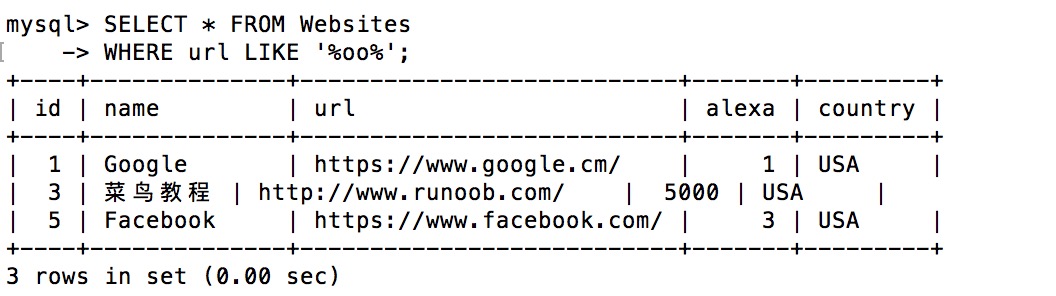 mysql> SELECT * FROM Websites
    -> WHERE url LIKE '%oo%';
+----+--------------+---------------------------+-------+---------+
| id | name         | url                       | alexa | country |
+----+--------------+---------------------------+-------+---------+
|  1 | Google       | https://www.google.cm/    |     1 | USA     |
|  3 | 菜鸟教程 | http://www.runoob.com/    |  5000 | USA     |
|  5 | Facebook     | https://www.facebook.com/ |     3 | USA     |
+----+--------------+---------------------------+-------+---------+
3 rows in set (0.00 sec)